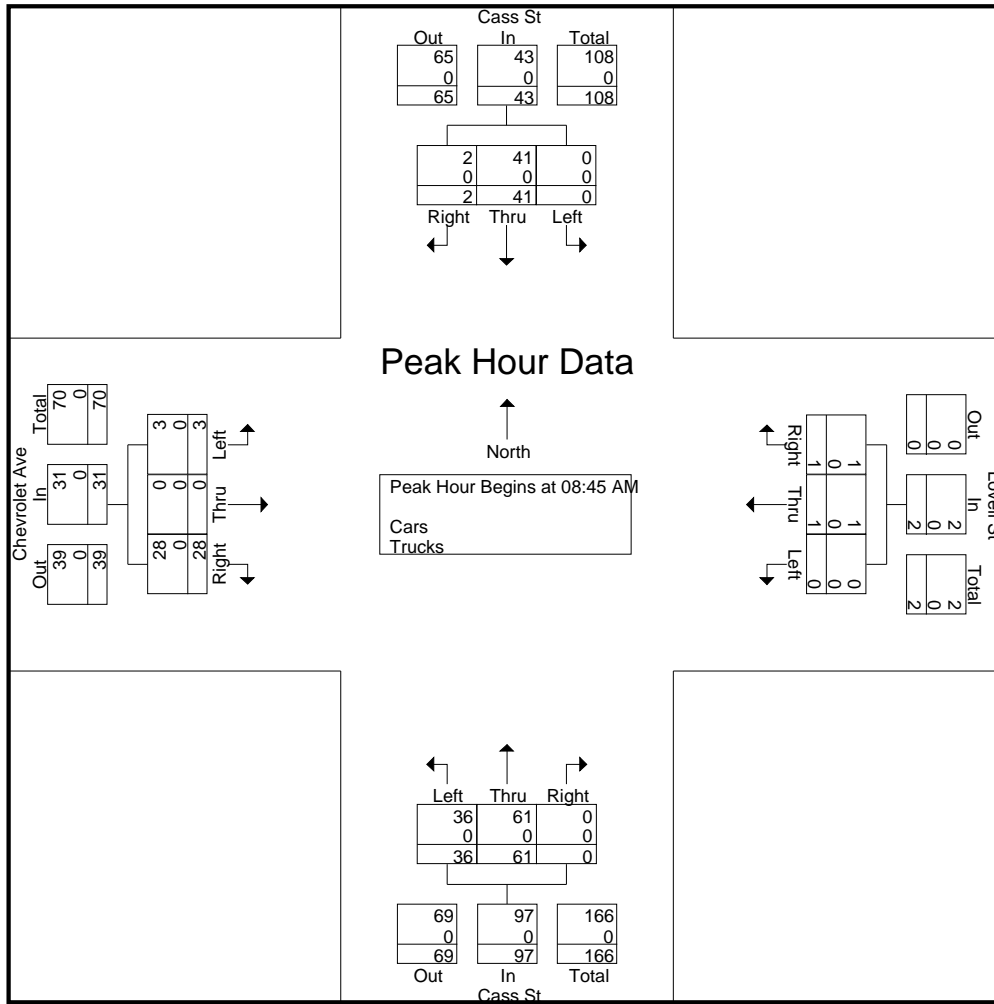 Cass St
Out In Total
65 43 108
0 0 0
65 43 108
2 41 0
0 0 0
2 41 0
Right Thru Left
Peak Hour Data
North
Peak Hour Begins at 08:45 AM
Cars
Trucks
Chevrolet Ave
Out In Total
39 31 70
0 0 0
39 31 70
Right Thru Left
28 0 3
0 0 0
28 0 3
Out In Total
0 2 2
0 0 0
0 2 2
Right Thru Left
1 1 0
0 0 0
1 1 0
Left Thru Right
36 61 0
0 0 0
36 61 0
69 97 166
0 0 0
69 97 166
Out In Total
Cass St